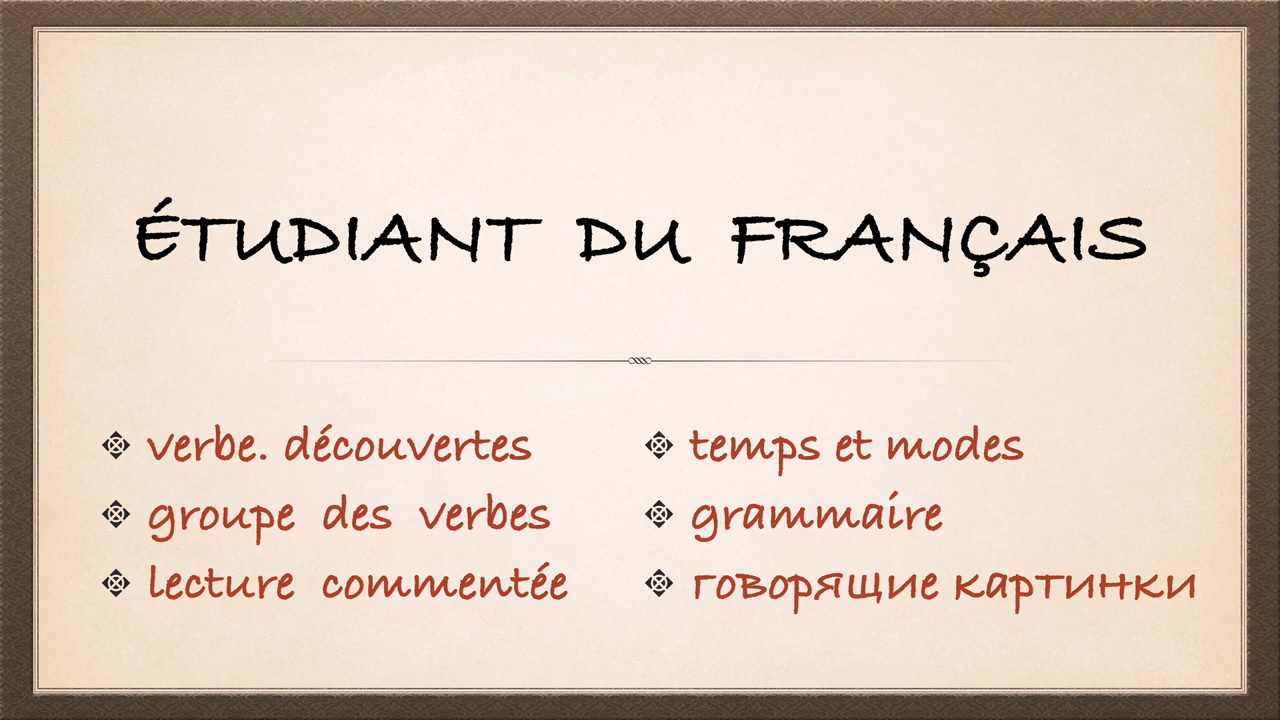 ÉTUDIANT DU FRANÇAIS
verbe. découvertes
groupe des verbes
lecture commentée
temps et modes
grammaire
говорящие картинки